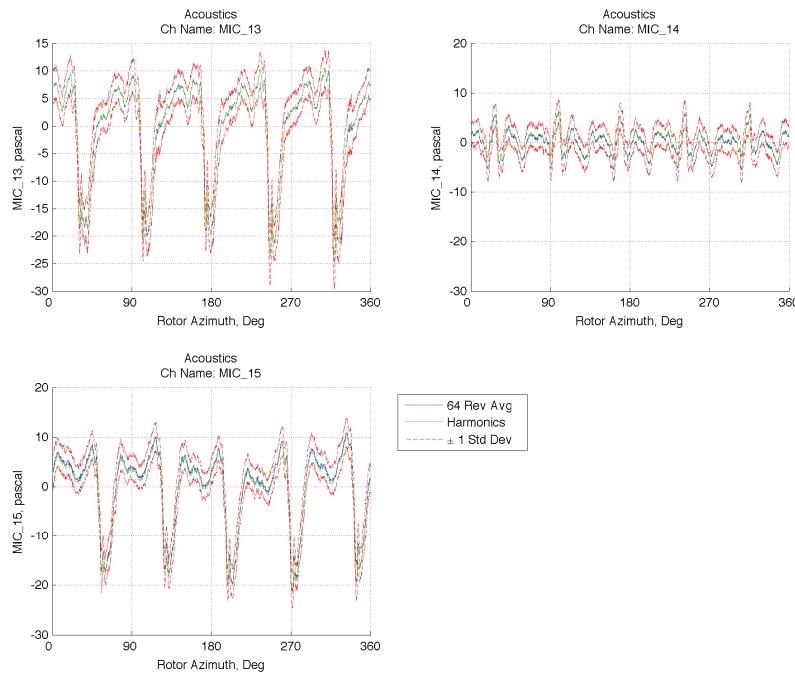 Acoustics
Ch Name: MIC_13
15
10
5
0
-5
-10
-15
-20
-25
-30
MIC_13, pascal
0 90 180 270 360
Rotor Azimuth, Deg
Acoustics
Ch Name: MIC_14
20
10
0
-10
-20
-30
MIC_14, pascal
0 90 180 270 360
Rotor Azimuth, Deg
Acoustics
Ch Name: MIC_15
20
10
0
-10
-20
-30
MIC_15, pascal
0 90 180 270 360
Rotor Azimuth, Deg
64 Rev Avg
Harmonics
± 1 Std Dev